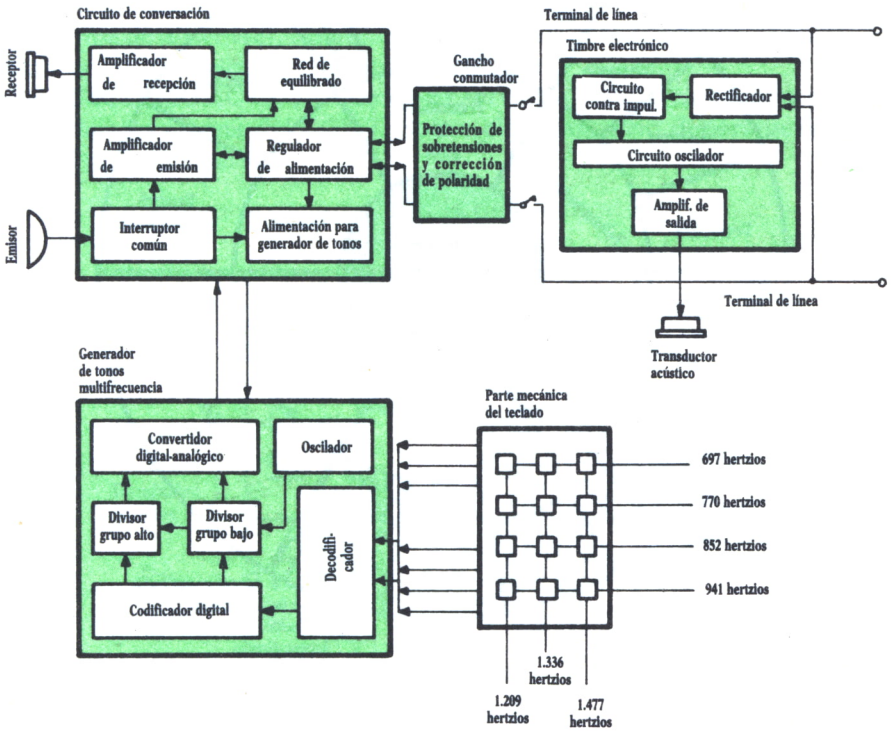 Circuito de conversación
Receptor
Amplificador
de recepción
Red de
equilibrado
Amplificador
de emisión
Regulador
de alimentación
Emisor
Interruptor
común
Alimentación para
generador de tonos
Gancho
conmutador
Protección de
sobretensiones
y corrección
de polaridad
Terminal de línea
Timbre electrónico
Circuito
contra impul.
Rectificador
Circuito oscilador
Amplif. de
salida
Terminal de línea
Transductor
acústico
Generador
de tonos
multifrecuencia
Convertidor
digital-analógico
Oscilador
Divisor
grupo alto
Divisor
grupo bajo
Decodifi-
cador
Codificador digital
Parte mecánica
del teclado
697 hertzios
770 hertzios
852 hertzios
941 hertzios
1.336
hertzios
1.209
hertzios
1.477
hertzios